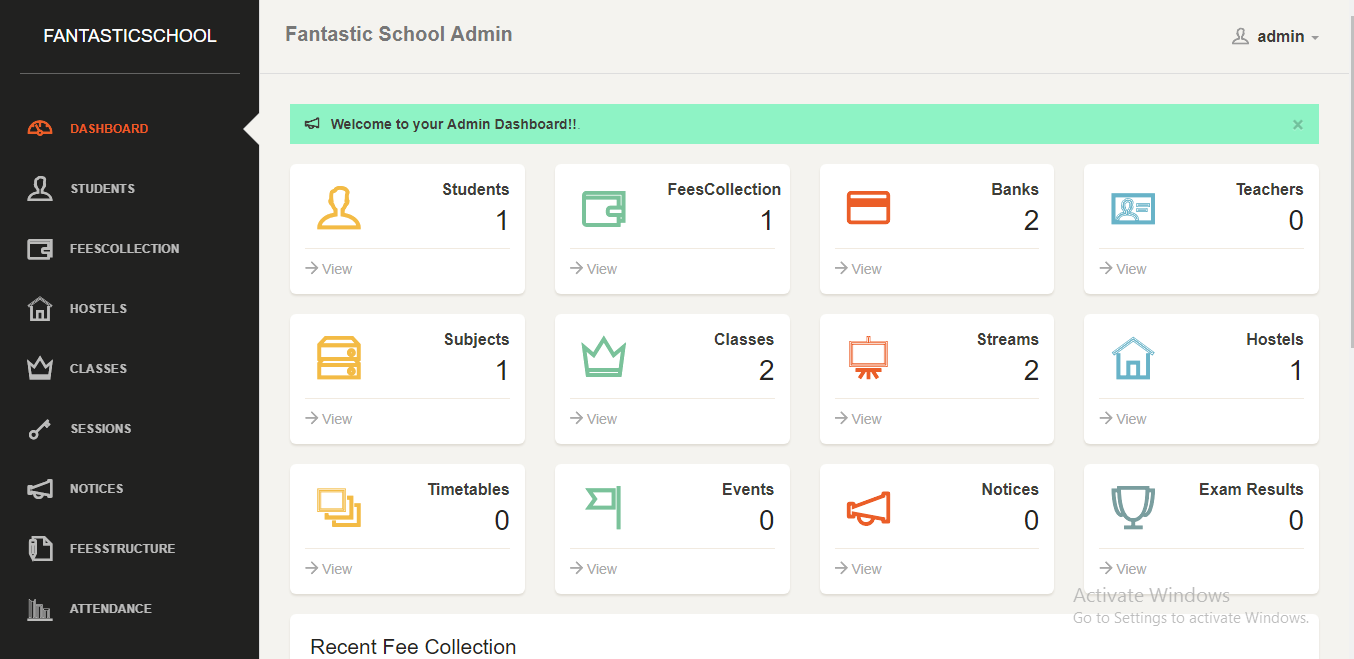 FANTASTICSCHOOL
DASHBOARD
STUDENTS
FEESCOLLECTION
HOSTELS
CLASSES
SESSIONS
NOTICES
FEESSTRUCTURE
ATTENDANCE
Fantastic School Admin
admin
Welcome to your Admin Dashboard!!.
×
Students
1
View
FeesCollection
1
View
Banks
2
View
Teachers
0
View
Subjects
1
View
Classes
2
View
Streams
2
View
Hostels
1
View
Timetables
0
View
Events
0
View
Notices
0
View
Exam Results
0
View
Activate Windows
Go to Settings to activate Windows.
Recent Fee Collection